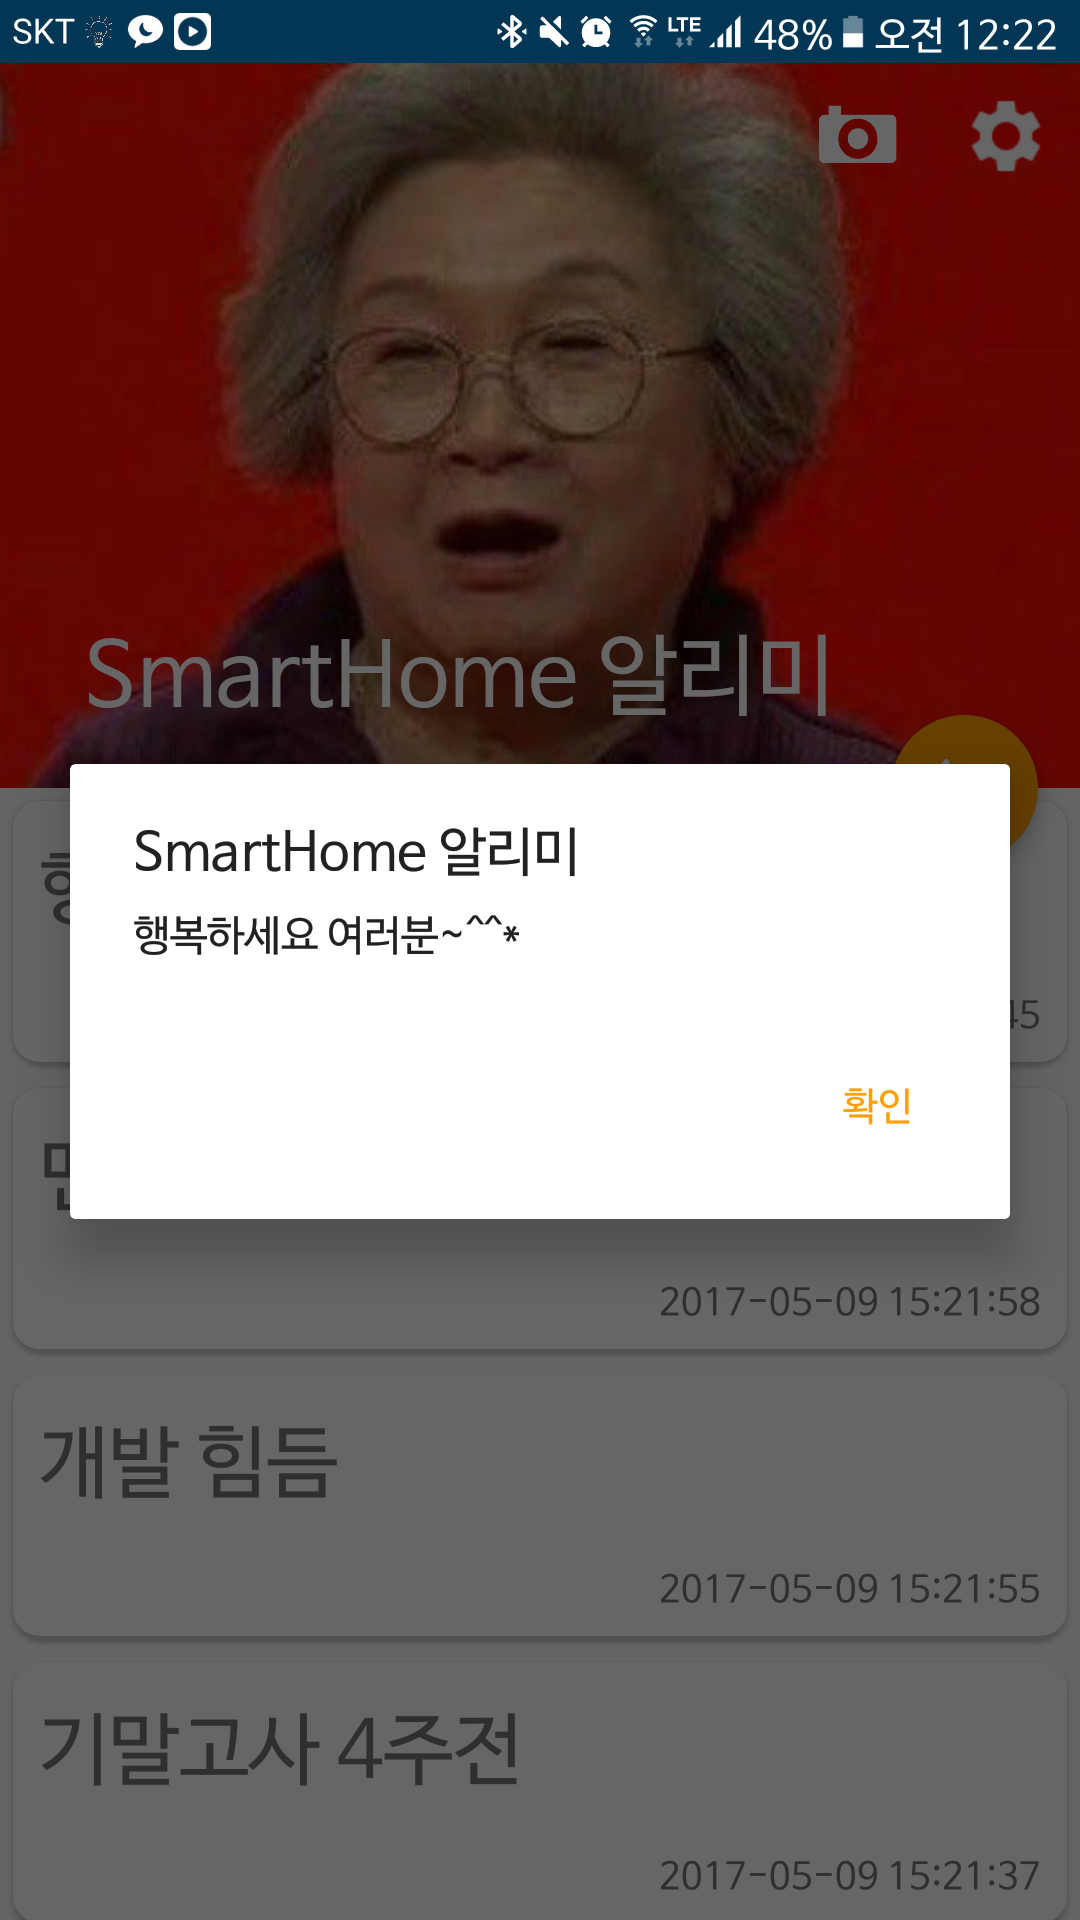 SKT LTE 48% 오전 12:22
SmartHome 알리미
SmartHome 알리미
행복하세요 여러분~^^*
확인
45
2017-05-09 15:21:58
개발 힘듬
2017-05-09 15:21:55
기말고사 4주전
2017-05-09 15:21:37